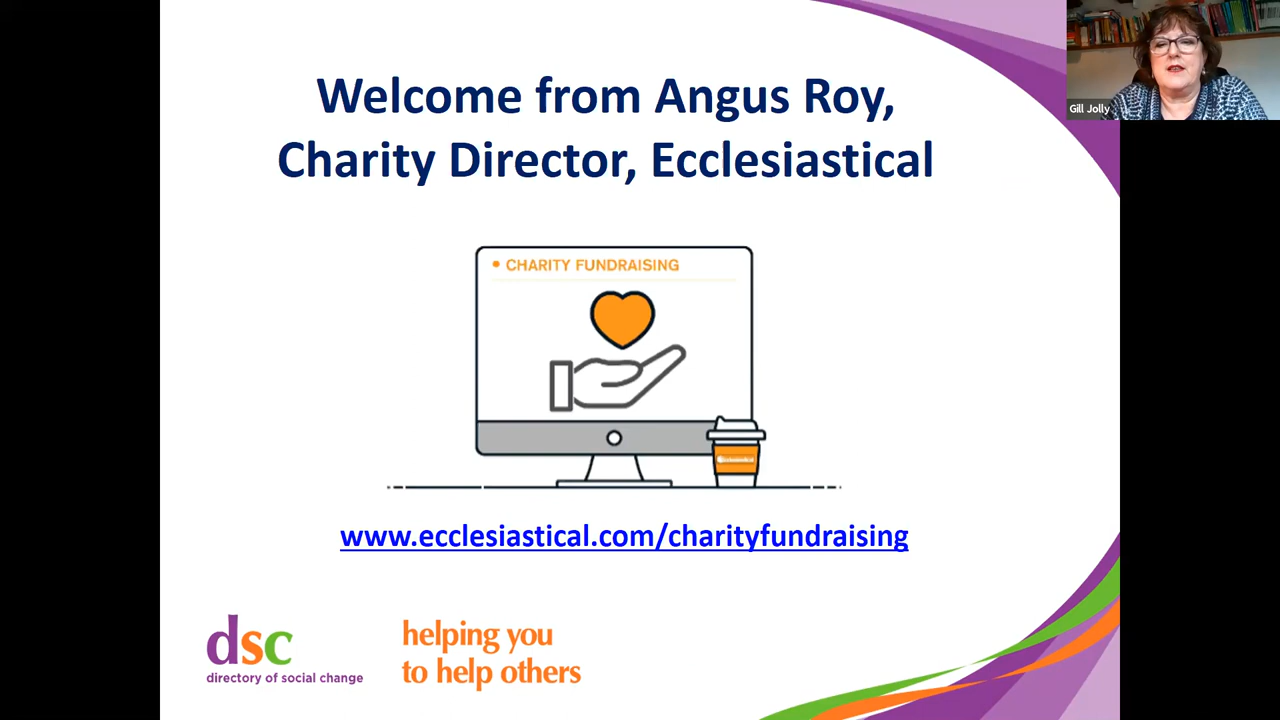 Welcome from Angus Roy,
Charity Director, Ecclesiastical
Gill Jolly
• CHARITY FUNDRAISING
www.ecclesiastical.com/charityfundraising
dsc
directory of social change
helping you
to help others